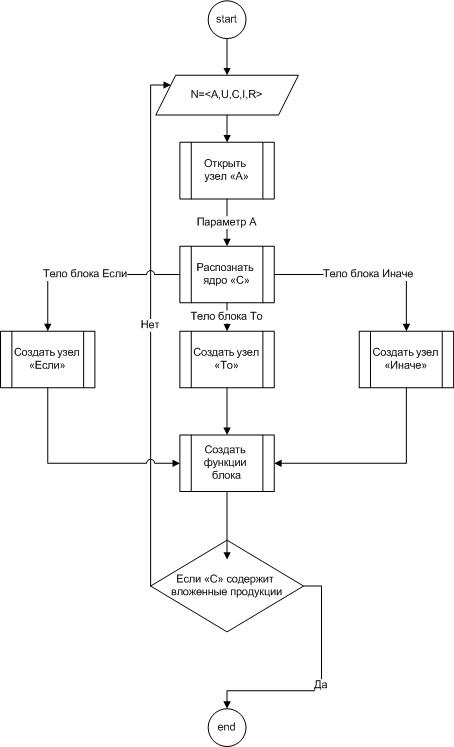 start
N=<A,U,C,I,R>
Открыть
узел «А»
Параметр А
Тело блока Если
Распознать
ядро «С»
Тело блока Иначе
Тело блока То
Нет
Создать узел
«Если»
Создать узел
«То»
Создать узел
«Иначе»
Создать
функции
блока
Если «С» содержит
вложенные продукции
Да
end